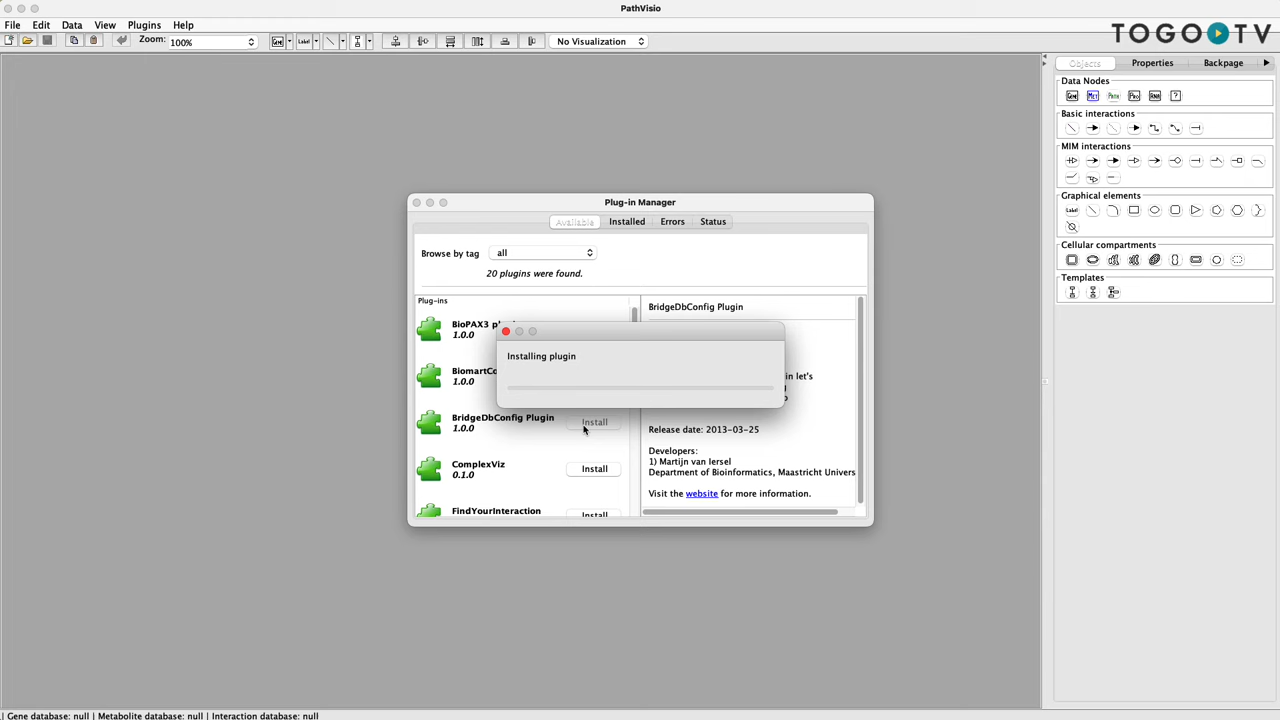 PathVisio
File Edit Data View Plugins Help
Zoom: 100%
No Visualization
TOGO TV
Objects Properties Backpage
Data Nodes
Basic interactions
MIM interactions
Graphical elements
Cellular compartments
Templates
Plug-in Manager
Available Installed Errors Status
Browse by tag all
20 plugins were found.
Plug-ins
BioPAX3
1.0.0
1.0.0
BridgeDbConfig Plugin
1.0.0
Install
ComplexViz
0.1.0
Install
FindYourInteraction
Install
BridgeDbConfig Plugin
in let's
Release date: 2013-03-25
Developers:
1) Martijn van Iersel
Department of Bioinformatics, Maastricht Univers
Visit the website for more information.
Installing plugin
| Gene database: null | Metabolite database: null | Interaction database: null